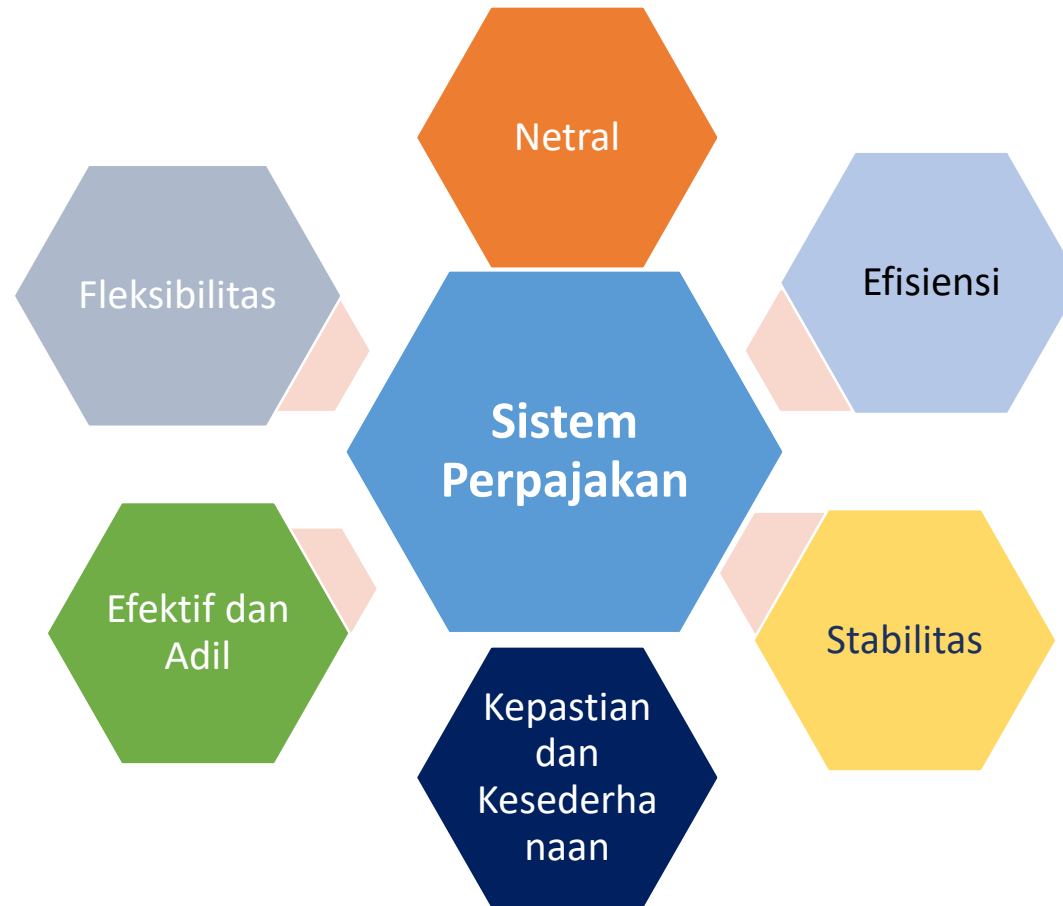 Netral
Fleksibilitas
Efisiensi
Sistem
Perpajakan
Efektif dan
Adil
Stabilitas
Kepastian
dan
Kesederha
naan